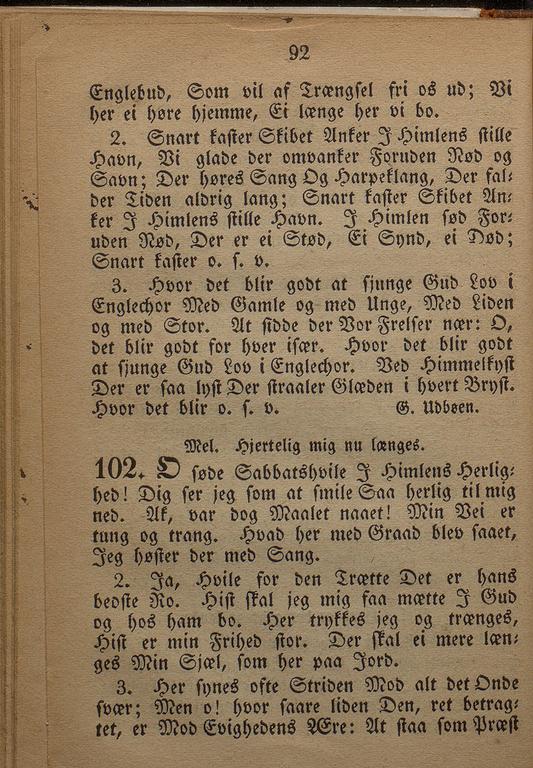 92
Englebud, Som vil af Trængsel fri os ud; Vi
her ei høre hjemme, Ei længe her vi bo.
2. Snart kaster Skibet Anker I Himlens stille
Havn, Vi glade der omvanker Foruden Nød og
Savn; Der høres Sang Og Harpeklang, Der fal-
der Tiden aldrig lang; Snart kaster Skibet An-
ker I Himlens stille Havn. I Himlen sød For-
uden Nød, Der er ei Stød, Ei Synd, ei Død;
Snart kaster o. s. v.
3. Hvor det blir godt at sjunge Gud Lov i
Englechor Med Gamle og med Unge, Med Liden
og med Stor. At sidde der Vor Frelser nær: O,
det blir godt for hver især. Hvor det blir godt
at sjunge Gud Lov i Englechor. Ved Himmelkyst
Der er saa lyst Der straaler Glæden i hvert Bryst.
Hvor det blir o. s. v. G. Udbøen.
Mel. Hjertelig mig nu længes.
102. O søde Sabbatshvile I Himlens Herlig-
hed! Dig ser jeg som at smile Saa herlig til mig
ned. Ak, var dog Maalet naaet! Min Vei er
tung og trang. Hvad her med Graad blev saaet,
Jeg høster der med Sang.
2. Ja, Hvile for den Trætte Det er hans
bedste Ro. Hist skal jeg mig faa mætte I Gud
og hos ham bo. Her trykkes jeg og trænges,
Hist er min Frihed stor. Der skal ei mere læn-
ges Min Sjæl, som her paa Jord.
3. Her synes ofte Striden Mod alt det Onde
svær; Men o! hvor saare liden Den, ret betrag-
tet, er Mod Evighedens Ære: At staa som Præst